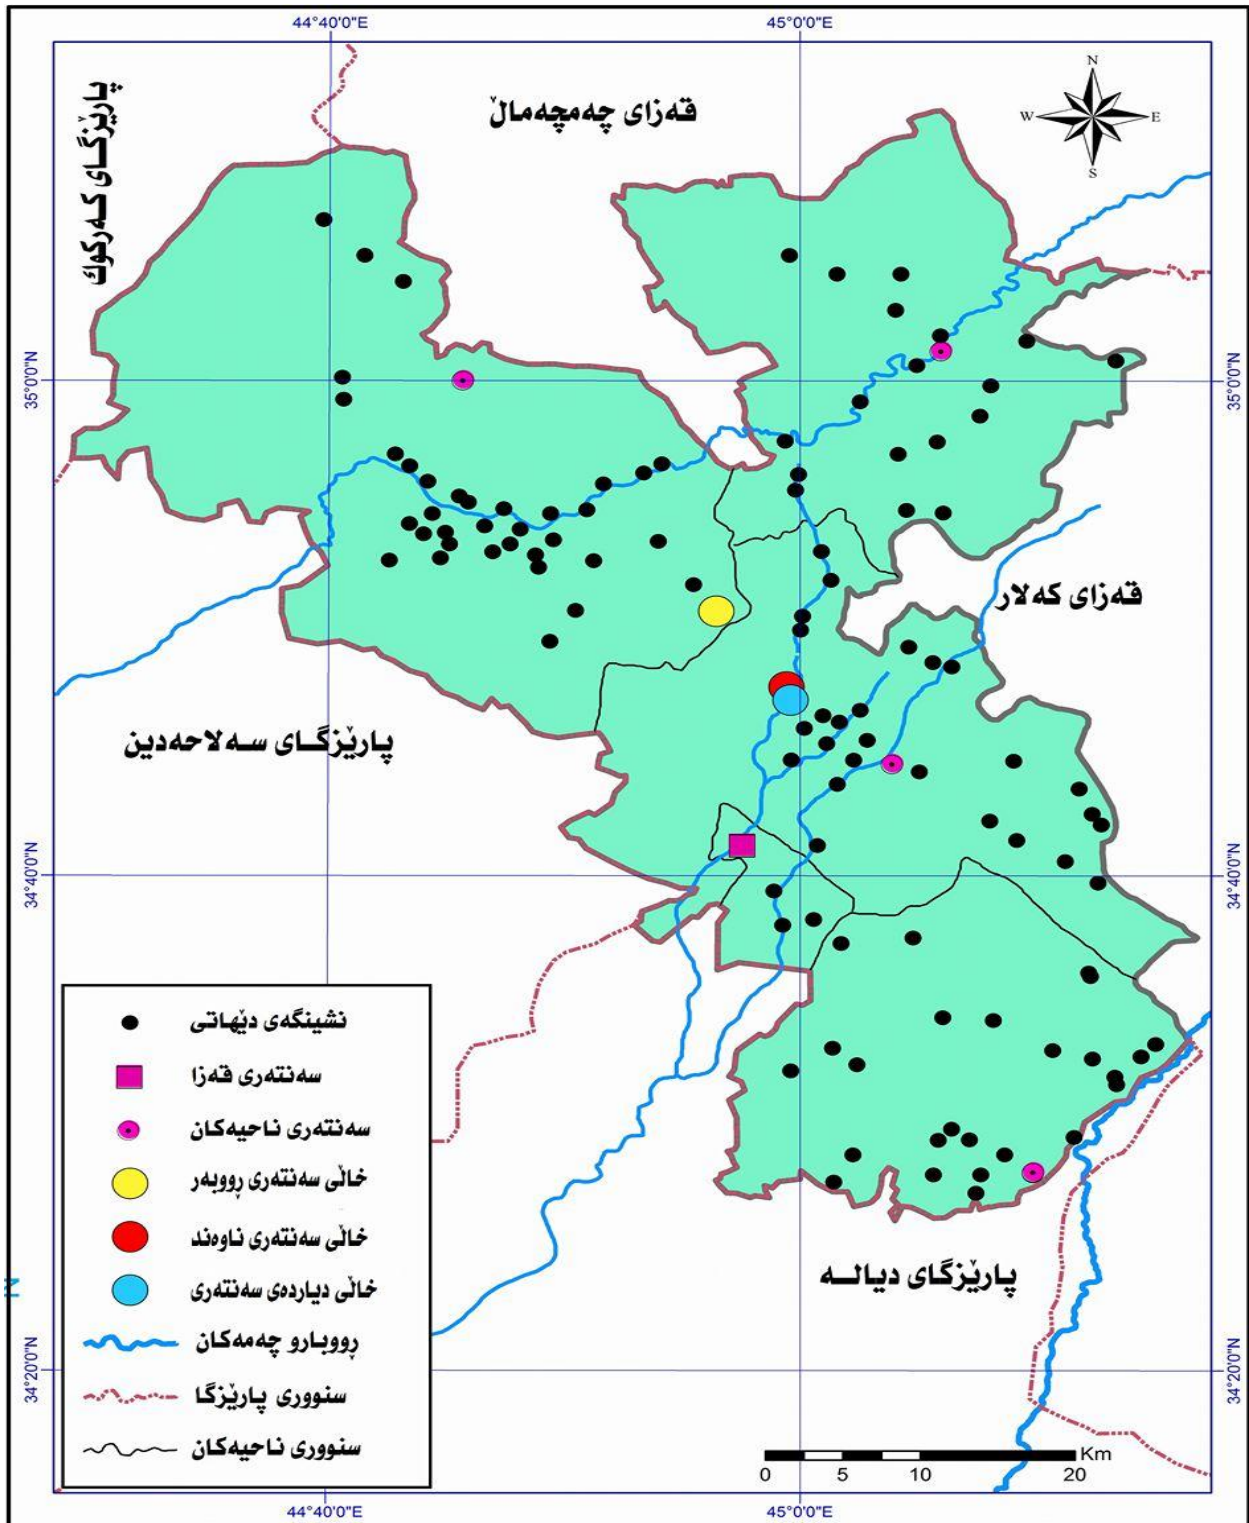 44°40'0"E
45°0'0"E
N
W
E
S
قەزای چەمچەماڵ
پارێزگای کەرکوك
35°0'0"N
35°0'0"N
قەزای کەلار
پارێزگای سەلاحەدین
34°40'0"N
34°40'0"N
نشینگەی دێهاتی
سەنتەری قەزا
سەنتەری ناحیەکان
خاڵی سەنتەری ڕووبەر
خاڵی سەنتەری ناوەند
خاڵی دیاردەی سەنتەری
ڕووبارو چەمەکان
سنووری پارێزگا
سنووری ناحیەکان
پارێزگای دیالە
N
34°20'0"N
34°20'0"N
Km
0
5
10
20
44°40'0"E
45°0'0"E